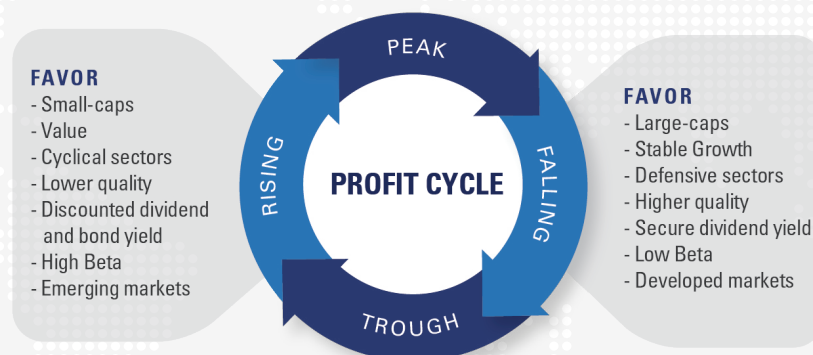 FAVOR
- Small-caps
- Value
- Cyclical sectors
- Lower quality
- Discounted dividend
and bond yield
- High Beta
- Emerging markets
PEAK
RISING
PROFIT CYCLE
FALLING
TROUGH
FAVOR
- Large-caps
- Stable Growth
- Defensive sectors
- Higher quality
- Secure dividend yield
- Low Beta
- Developed markets